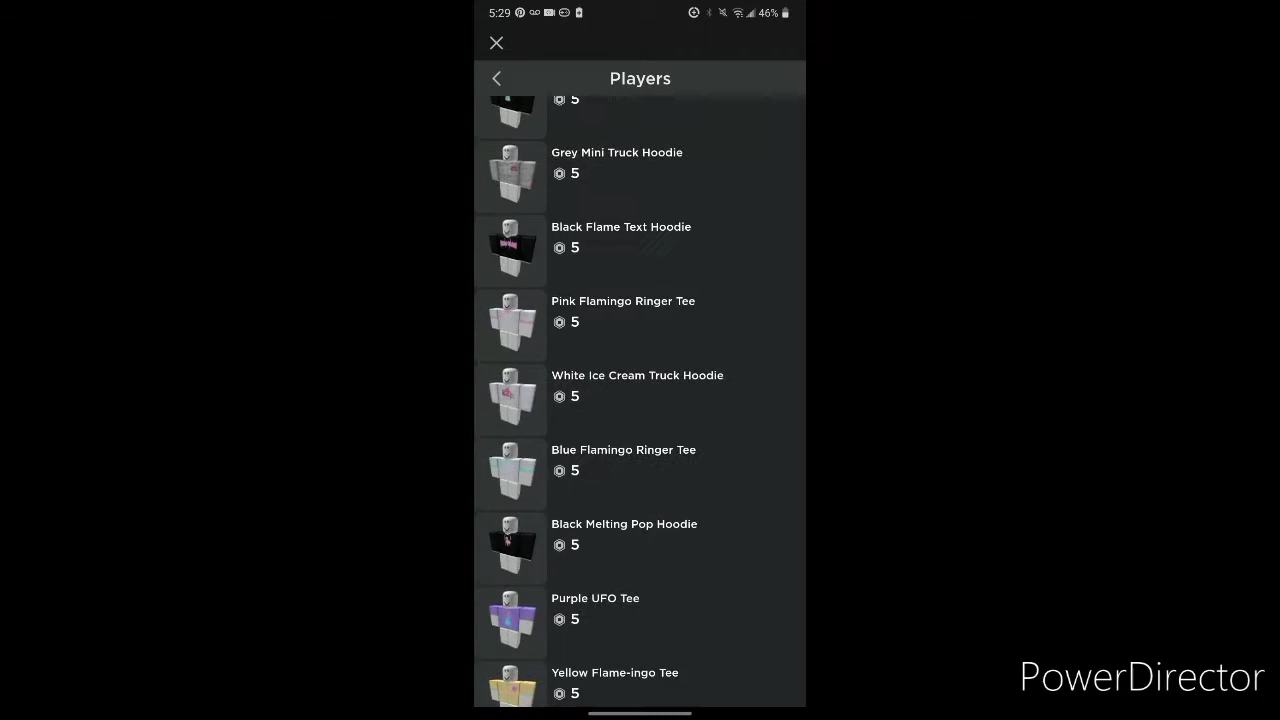 5:29 46%
Players
5
Grey Mini Truck Hoodie
5
Black Flame Text Hoodie
5
Pink Flamingo Ringer Tee
5
White Ice Cream Truck Hoodie
5
Blue Flamingo Ringer Tee
5
Black Melting Pop Hoodie
5
Purple UFO Tee
5
Yellow Flame-ingo Tee
5
PowerDirector